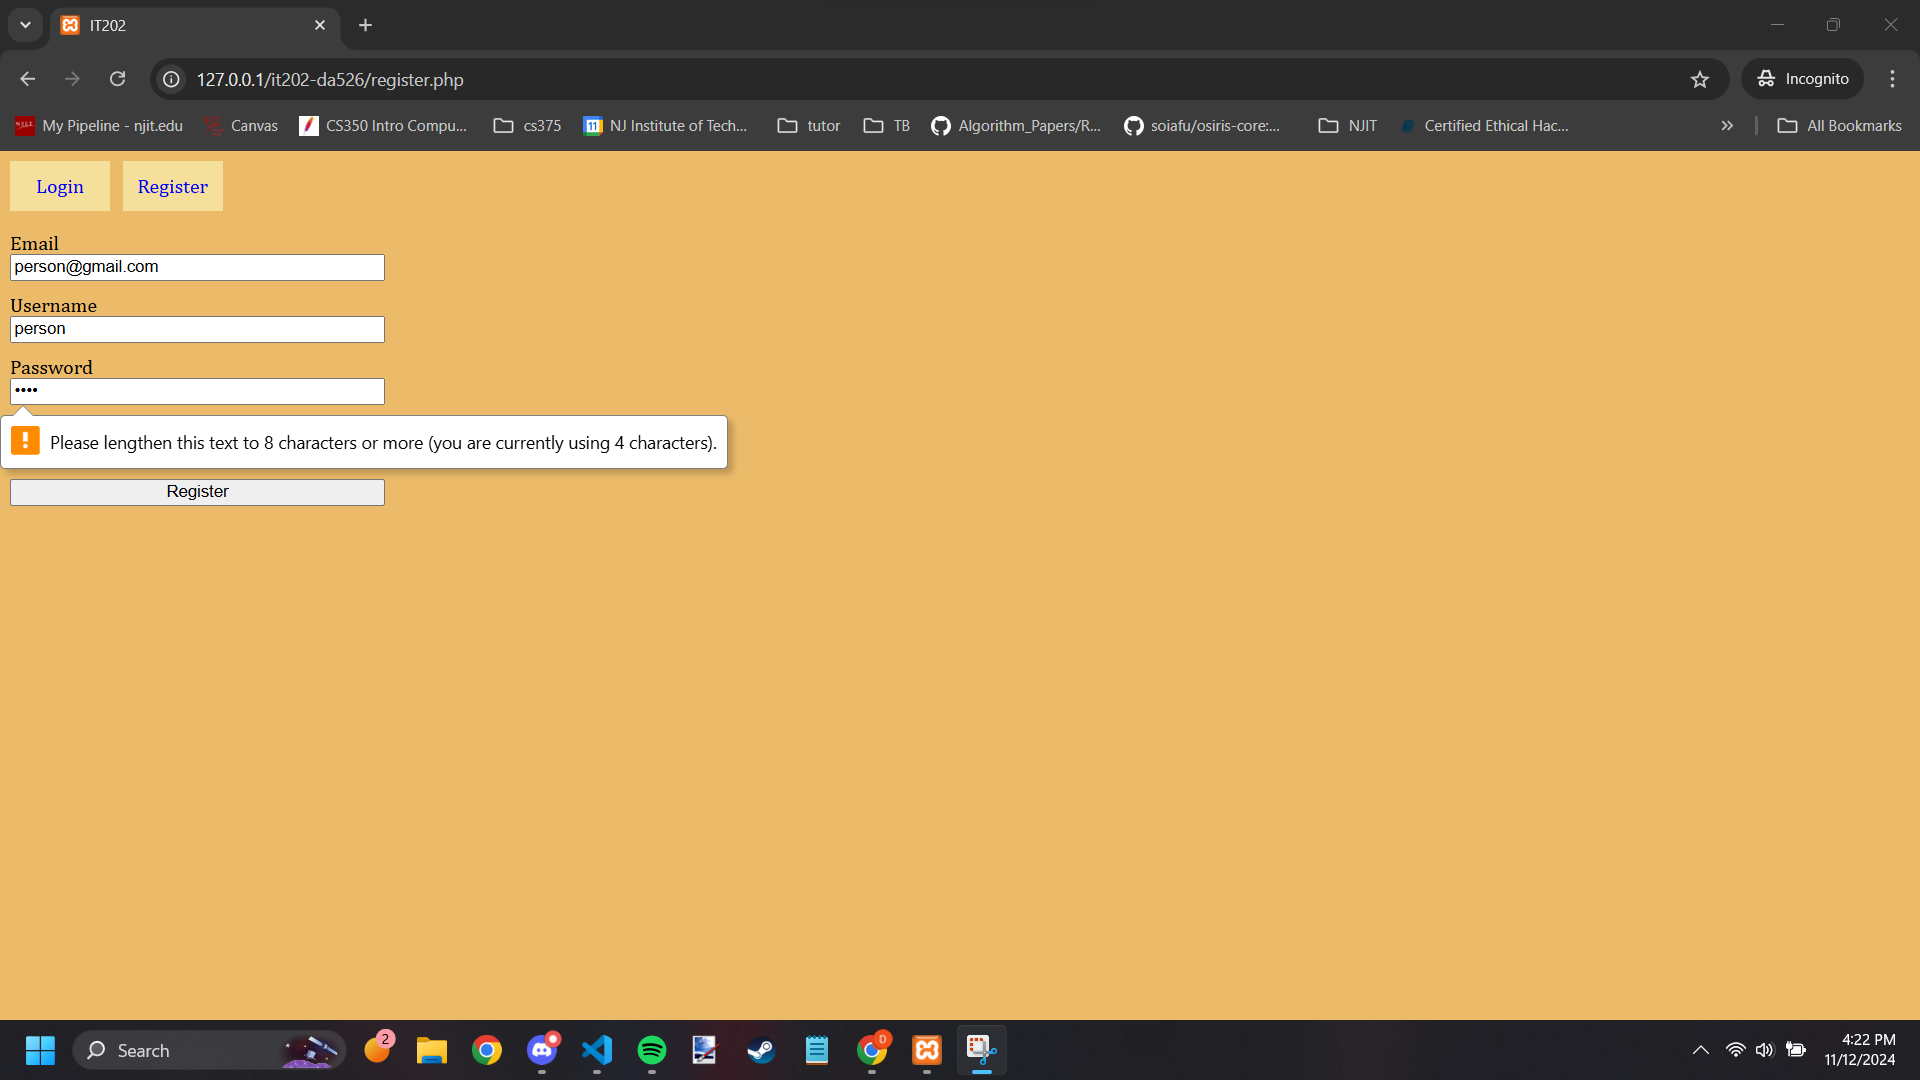 IT202
127.0.0.1/it202-da526/register.php
Incognito
My Pipeline - njit.edu
Canvas
CS350 Intro Compu...
cs375
NJ Institute of Tech...
tutor
TB
Algorithm_Papers/R...
soiafu/osiris-core:...
NJIT
Certified Ethical Hac...
All Bookmarks
Login
Register
Email
person@gmail.com
Username
person
Password
••••
Please lengthen this text to 8 characters or more (you are currently using 4 characters).
Register
Search
2
D
4:22 PM
11/12/2024